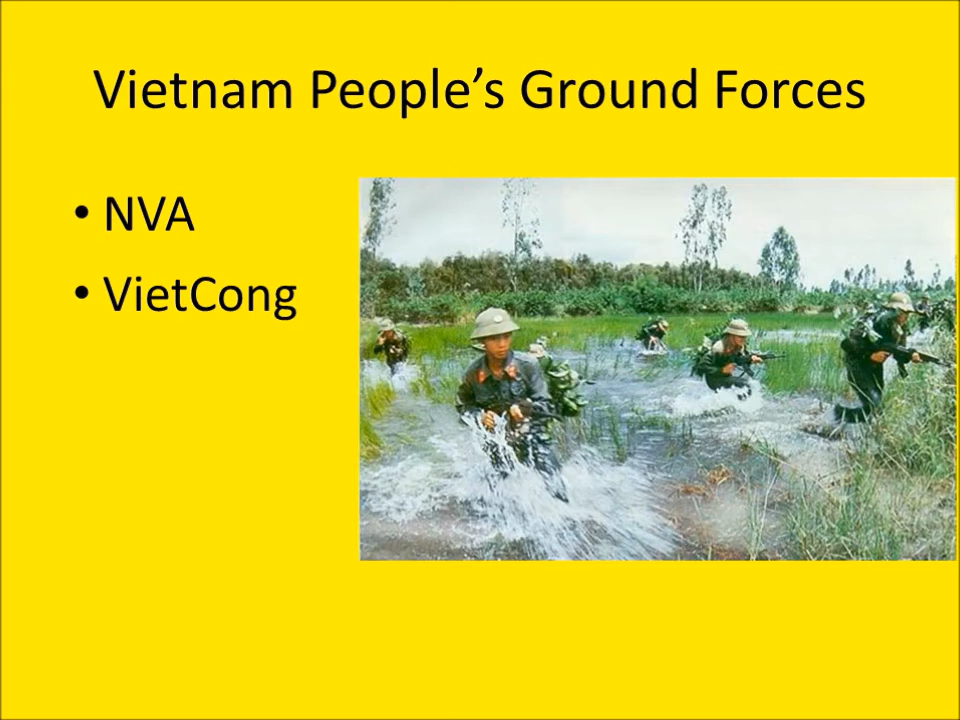 Vietnam People’s Ground Forces
• NVA
• VietCong